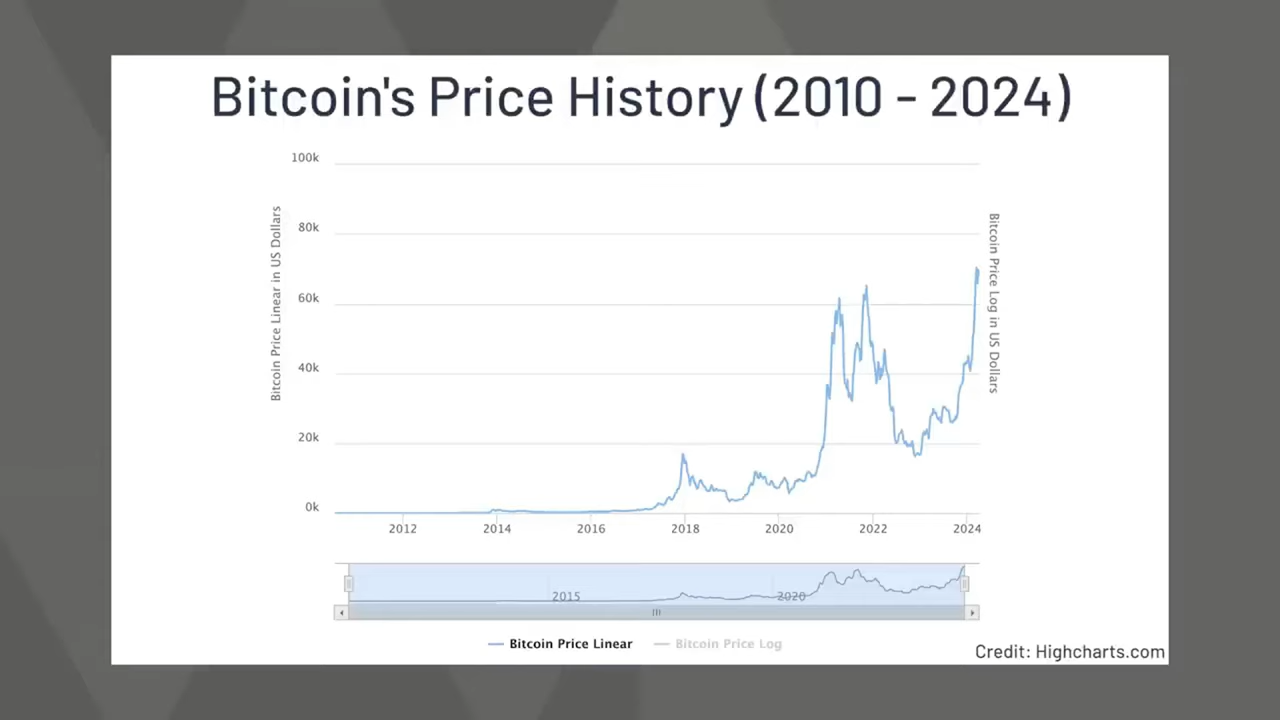 Bitcoin's Price History (2010 - 2024)
100k
80k
60k
40k
20k
0k
Bitcoin Price Linear in US Dollars
Bitcoin Price Log in US Dollars
2012 2014 2016 2018 2020 2022 2024
2015 2020
Bitcoin Price Linear Bitcoin Price Log
Credit: Highcharts.com